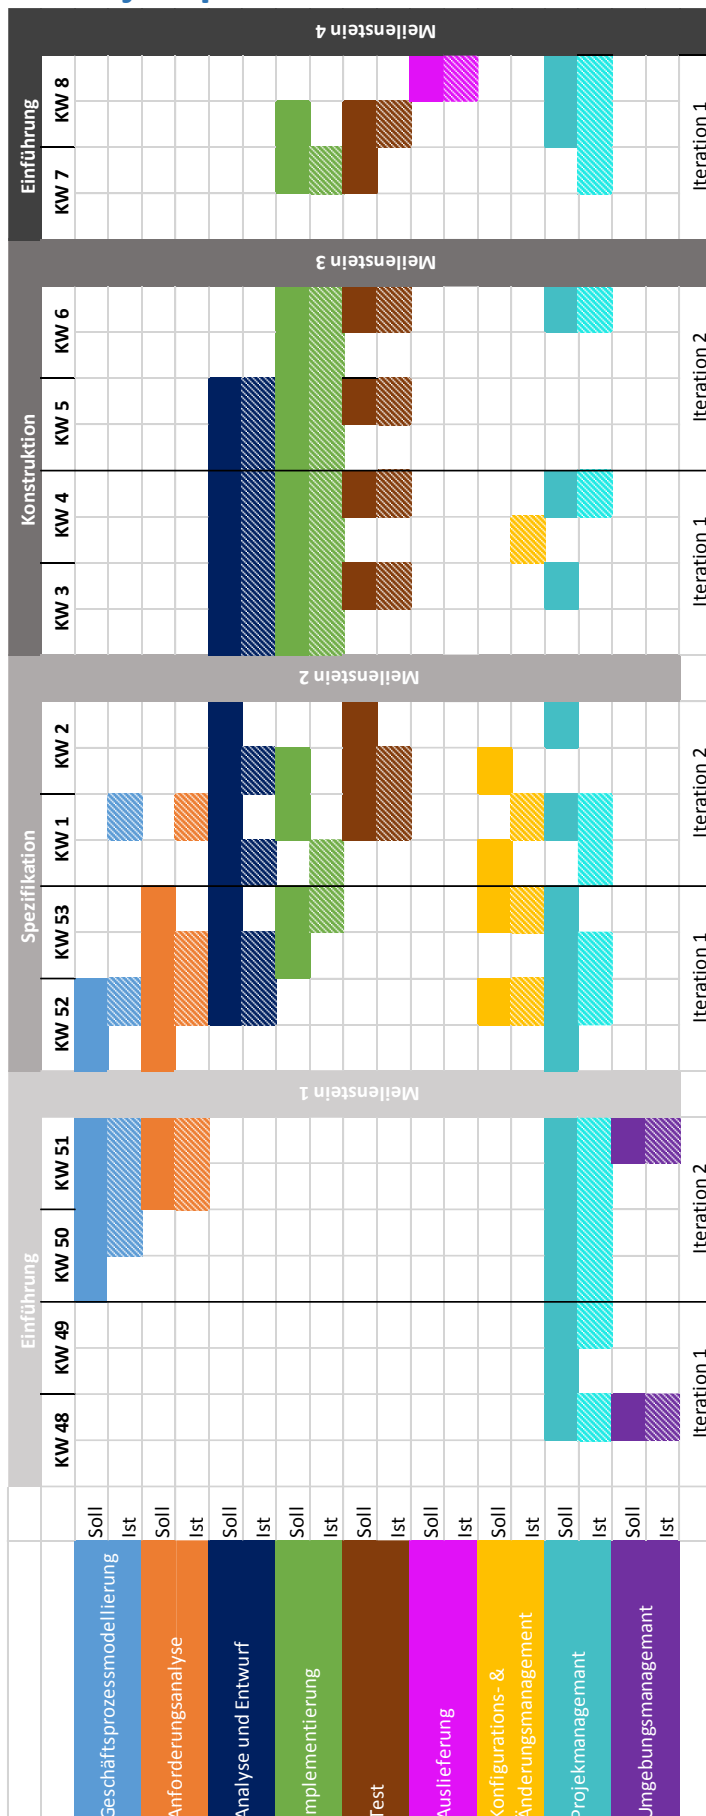 Einführung
Spezifikation
Konstruktion
Einführung
KW 48
KW 49
KW 50
KW 51
KW 52
KW 53
KW 1
KW 2
KW 3
KW 4
KW 5
KW 6
KW 7
KW 8
Meilenstein 1
Meilenstein 2
Meilenstein 3
Meilenstein 4
Geschäftsprozessmodellierung
Soll
Ist
Anforderungsanalyse
Soll
Ist
Analyse und Entwurf
Soll
Ist
Implementierung
Soll
Ist
Test
Soll
Ist
Auslieferung
Soll
Ist
Konfigurations- &
Änderungsmanagement
Soll
Ist
Projekmanagemant
Soll
Ist
Umgebungsmanagemant
Soll
Ist
Iteration 1
Iteration 2
Iteration 1
Iteration 2
Iteration 1
Iteration 2
Iteration 1